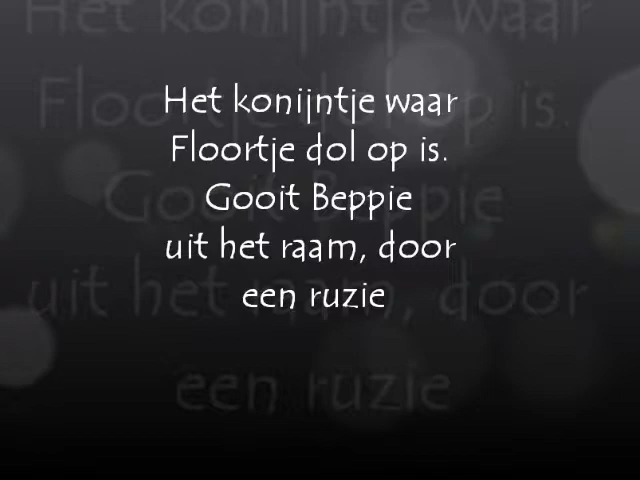 Het konijntje waar
Floortje dol op is.
Gooit Beppie
uit het raam, door
een ruzie